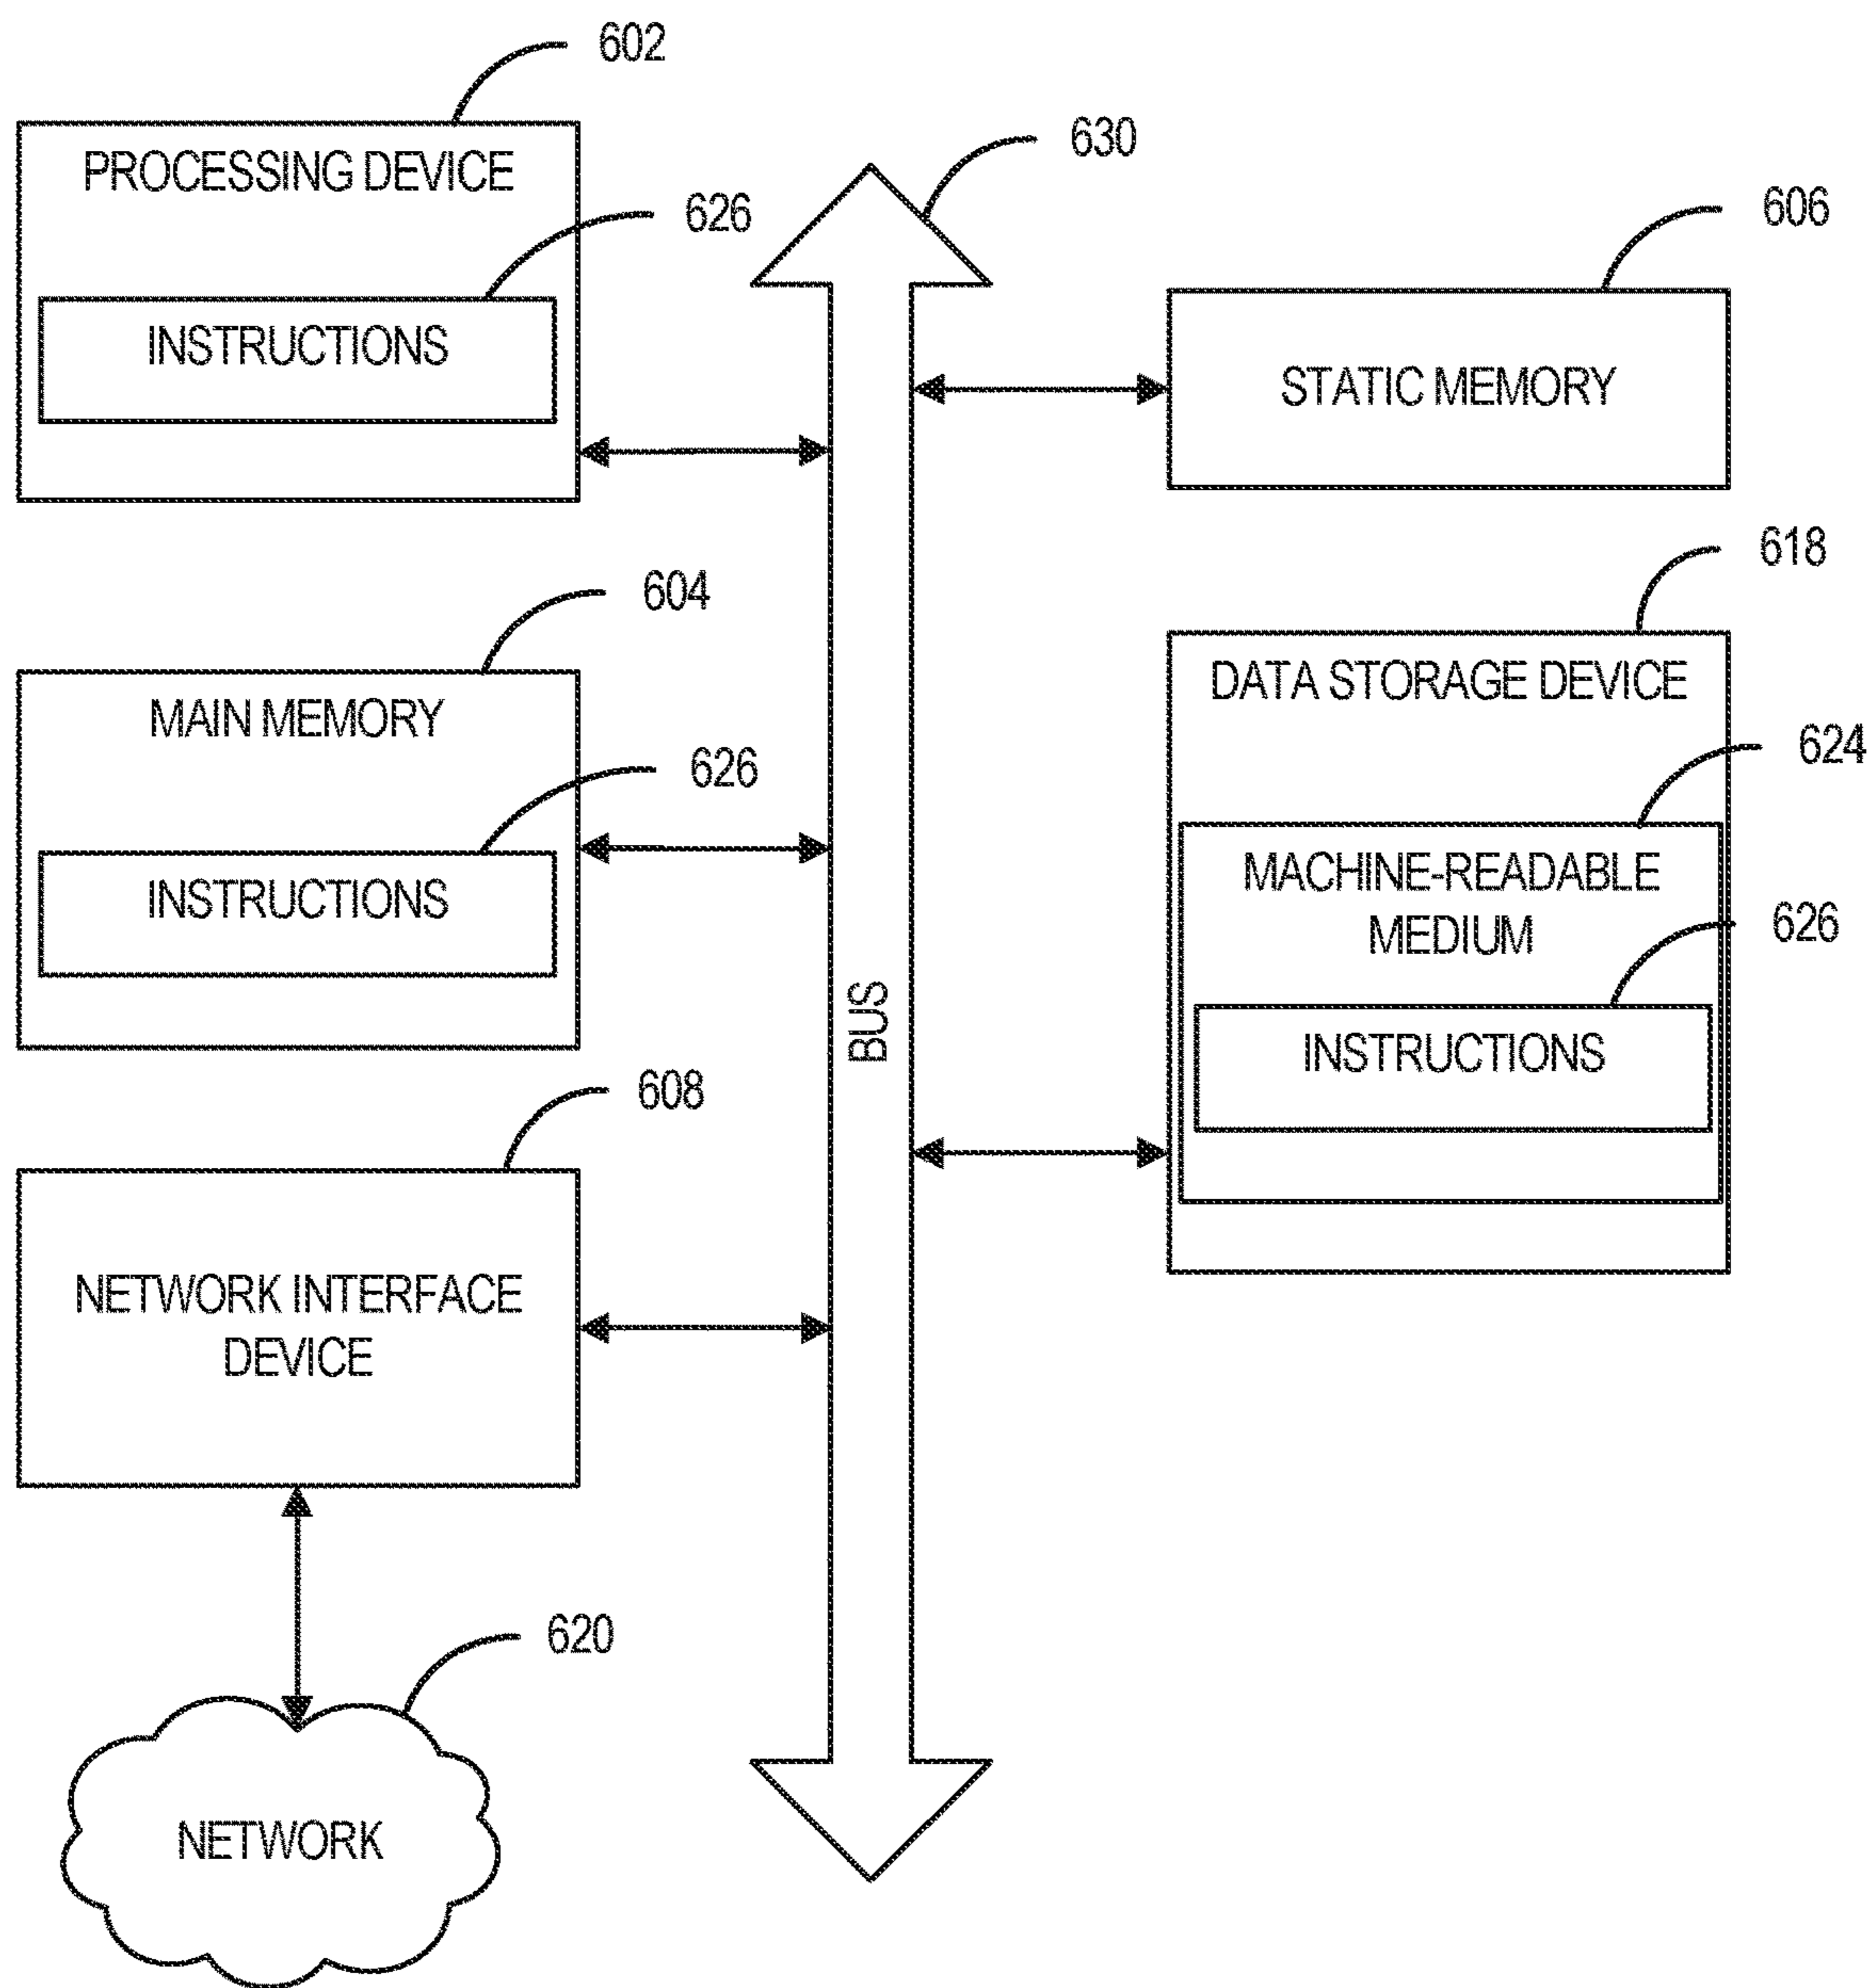 602
PROCESSING DEVICE
626
INSTRUCTIONS
604
MAIN MEMORY
626
INSTRUCTIONS
608
NETWORK INTERFACE
DEVICE
620
NETWORK
630
BUS
606
STATIC MEMORY
618
DATA STORAGE DEVICE
624
MACHINE-READABLE
MEDIUM
626
INSTRUCTIONS